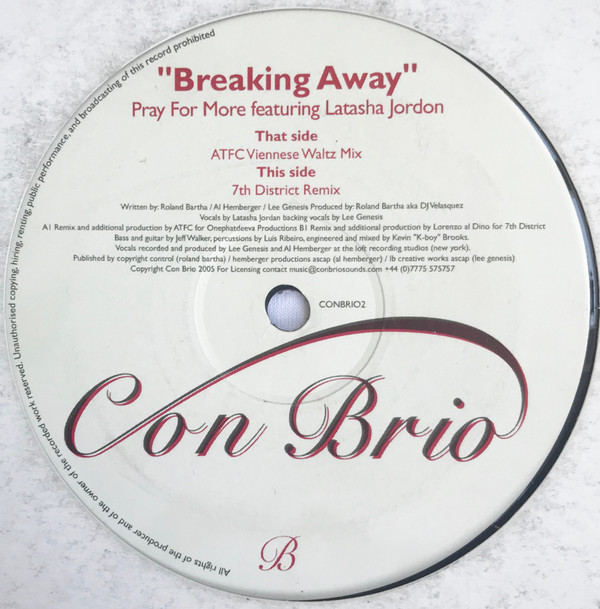 "Breaking Away"
Pray For More featuring Latasha Jordon
That side
ATFC Viennese Waltz Mix
This side
7th District Remix
Written by: Roland Bartha / Al Hemberger / Lee Genesis Produced by: Roland Bartha aka DJ Velasquez
Vocals by Latasha Jordan backing vocals by Lee Genesis
A1 Remix and additional production by ATFC for Onephatdeeva Productions B1 Remix and additional production by Lorenzo al Dino for 7th District
Bass and guitar by Jeff Walker, percussions by Luis Ribeiro, engineered and mixed by Kevin "K-boy" Brooks.
Vocals recorded and produced by Lee Genesis and Al Hemberger at the loft recording studios (new york).
Published by copyright control (roland bartha) / hemberger productions ascap (al hemberger) / lb creative works ascap (lee genesis)
Copyright Con Brio 2005 For Licensing contact music@conbriosounds.com +44 (0)7775 575757
CONBRIO2
Con Brio
B
All rights of the producer and of the owner of the recorded work reserved. Unauthorised copying, hiring, renting, public performance, and broadcasting of this record prohibited